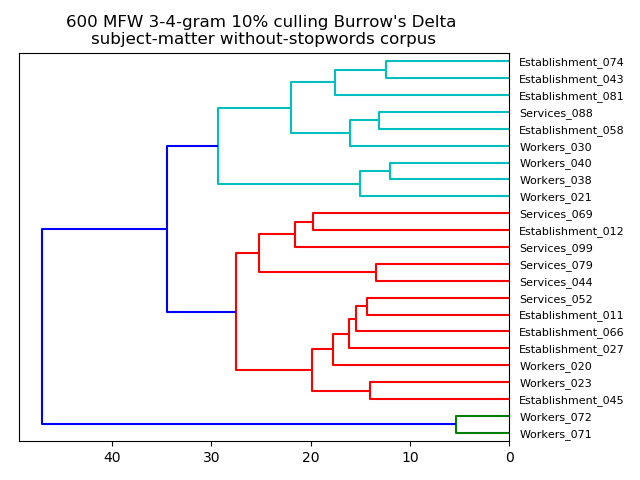 600 MFW 3-4-gram 10% culling Burrow's Delta
subject-matter without-stopwords corpus
Establishment_074
Establishment_043
Establishment_081
Services_088
Establishment_058
Workers_030
Workers_040
Workers_038
Workers_021
Services_069
Establishment_012
Services_099
Services_079
Services_044
Services_052
Establishment_011
Establishment_066
Establishment_027
Workers_020
Workers_023
Establishment_045
Workers_072
Workers_071
40 30 20 10 0